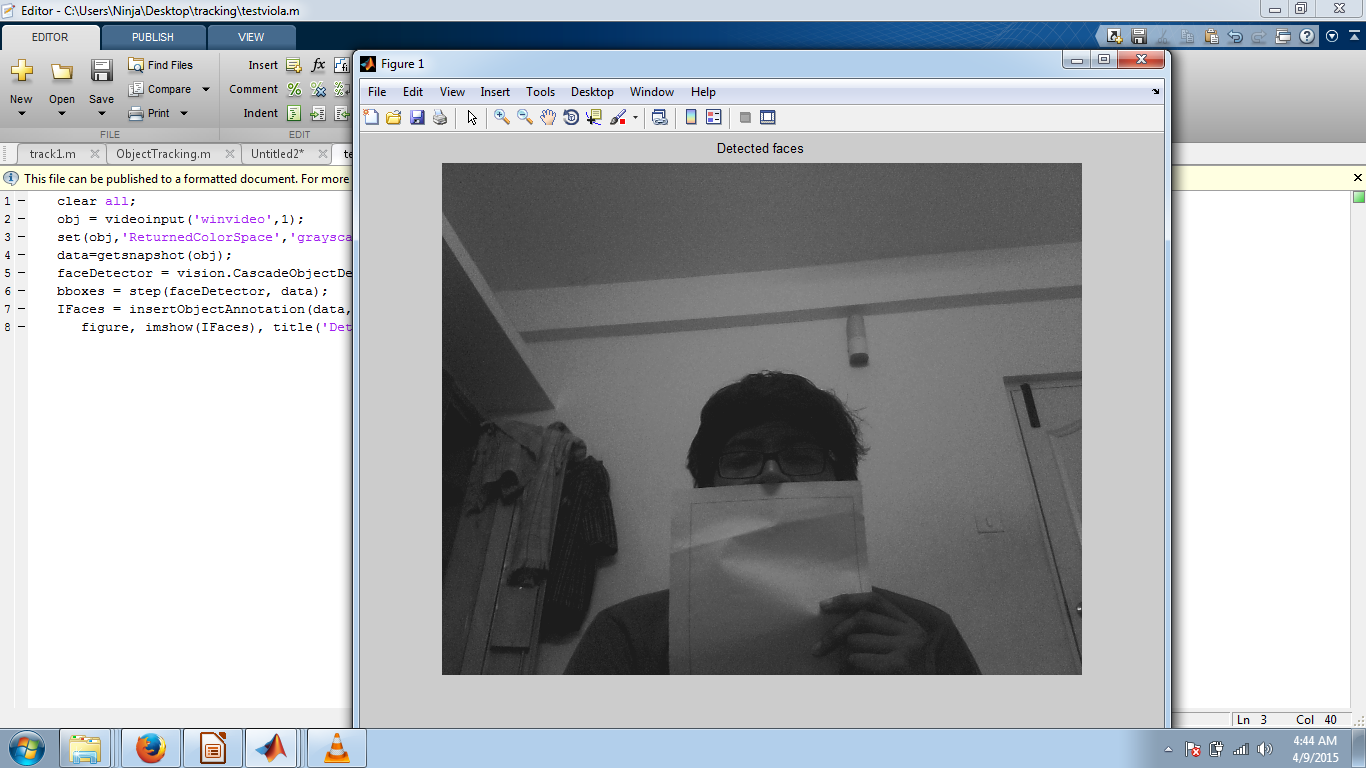 Editor - C:\Users\Ninja\Desktop\tracking\testviola.m
EDITOR PUBLISH VIEW
New Open Save Find Files Compare Print
Insert Comment Indent
FILE EDIT
track1.m ObjectTracking.m Untitled2* te
This file can be published to a formatted document. For more
1 clear all;
2 obj = videoinput('winvideo',1);
3 set(obj,'ReturnedColorSpace','graysca
4 data=getsnapshot(obj);
5 faceDetector = vision.CascadeObjectDe
6 bboxes = step(faceDetector, data);
7 IFaces = insertObjectAnnotation(data,
8 figure, imshow(IFaces), title('Det
Figure 1
File Edit View Insert Tools Desktop Window Help
Detected faces
Ln 3 Col 40
4:44 AM
4/9/2015